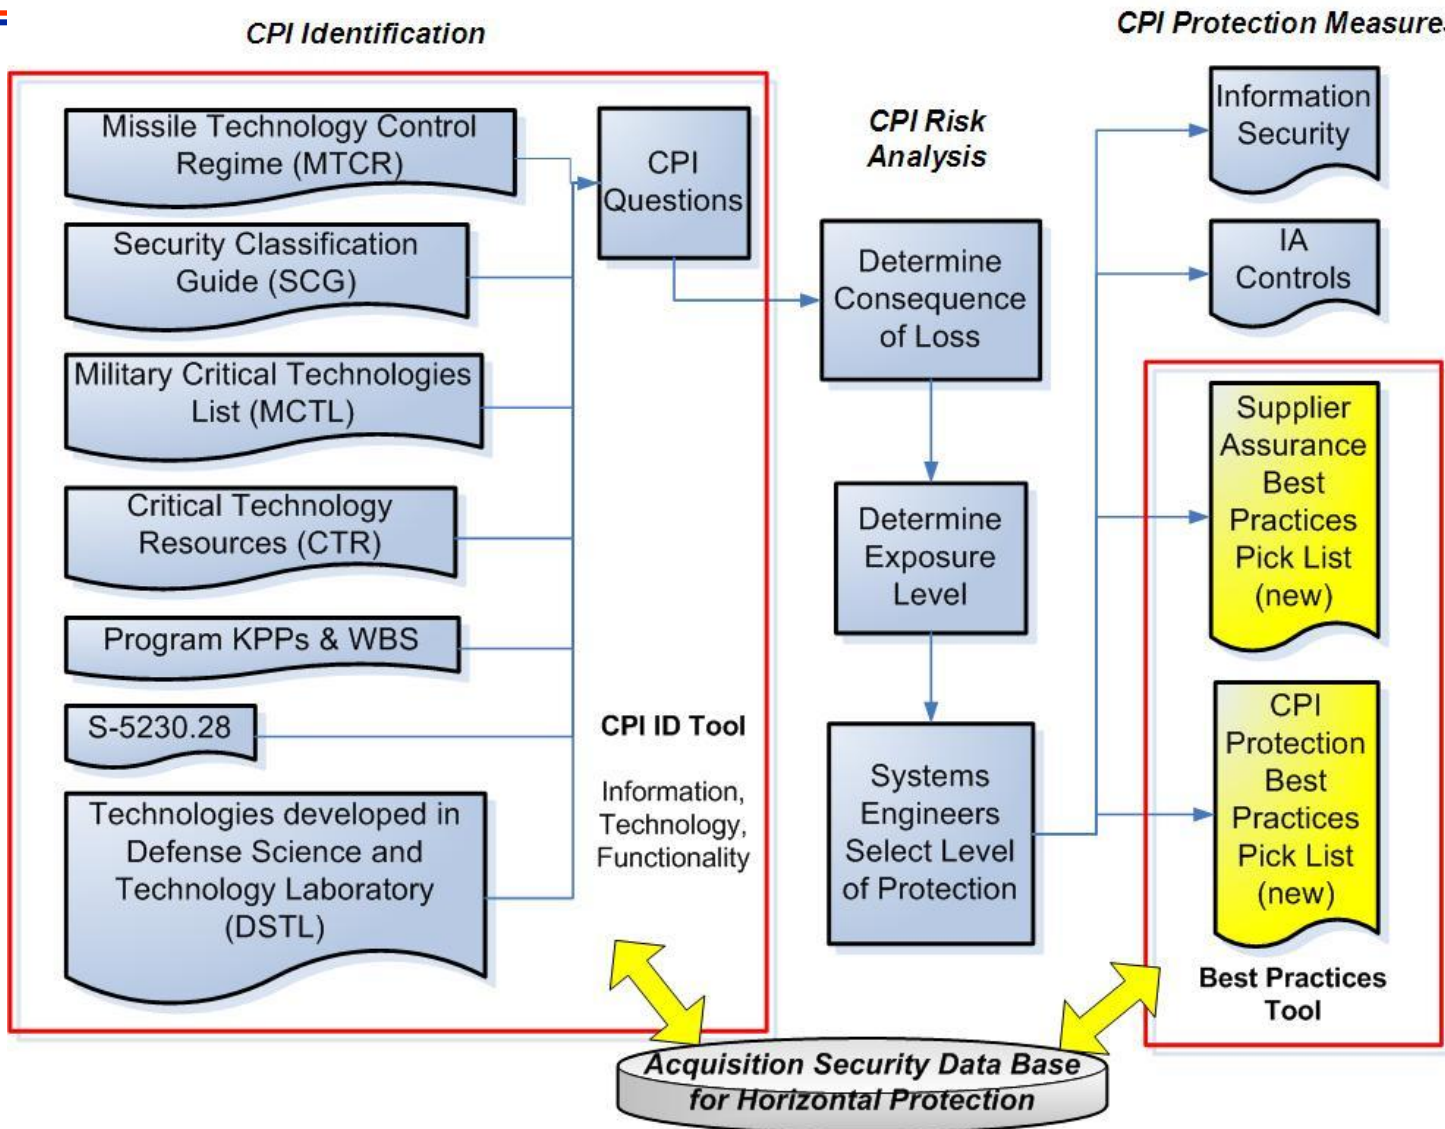 CPI Identification
Missile Technology Control
Regime (MTCR)
Security Classification
Guide (SCG)
Military Critical Technologies
List (MCTL)
Critical Technology
Resources (CTR)
Program KPPs & WBS
S-5230.28
Technologies developed in
Defense Science and
Technology Laboratory
(DSTL)
CPI
Questions
CPI ID Tool
Information,
Technology,
Functionality
CPI Risk
Analysis
Determine
Consequence
of Loss
Determine
Exposure
Level
Systems
Engineers
Select Level
of Protection
CPI Protection Measures
Information
Security
IA
Controls
Supplier
Assurance
Best
Practices
Pick List
(new)
CPI
Protection
Best
Practices
Pick List
(new)
Best Practices
Tool
Acquisition Security Data Base
for Horizontal Protection